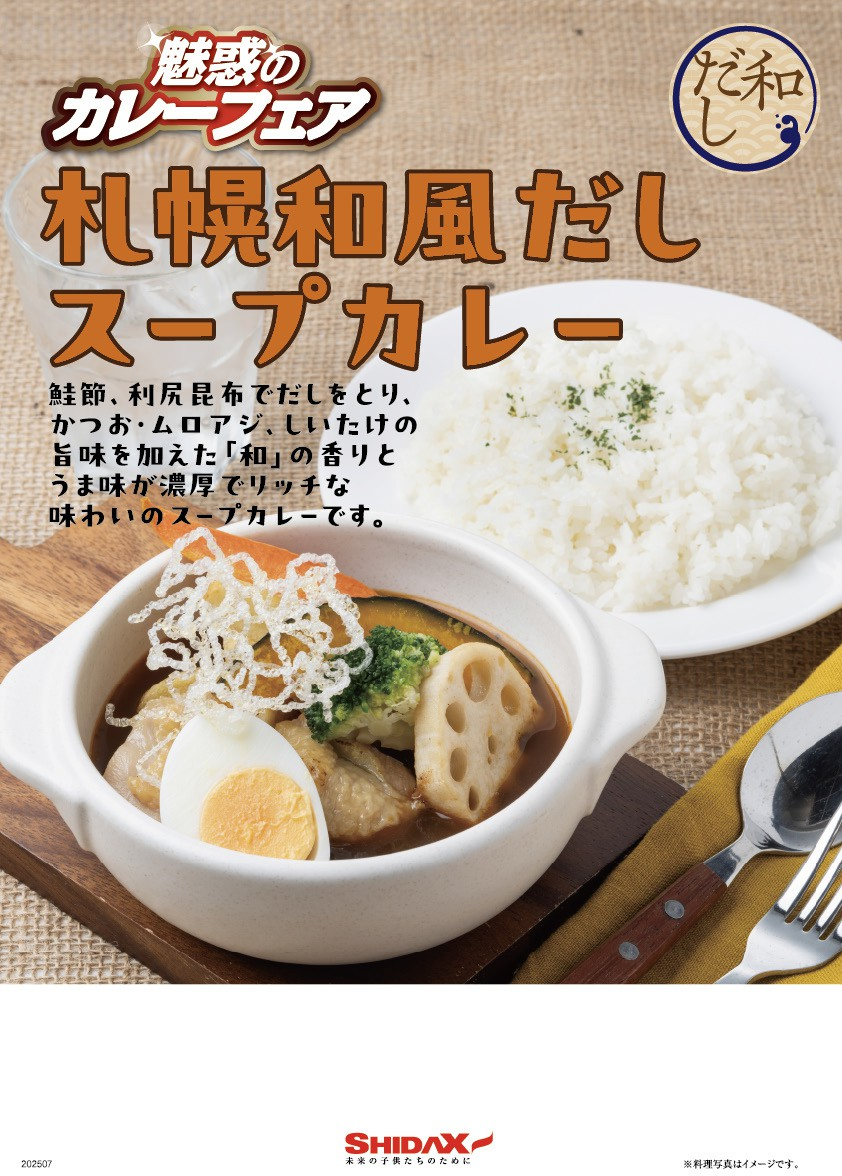 魅惑の
カレーフェア
和
だし
札幌和風だし
スープカレー
鮭節、利尻昆布でだしをとり、
かつお・ムロアジ、しいたけの
旨味を加えた「和」の香りと
うま味が濃厚でリッチな
味わいのスープカレーです。
SHIDAX
未来の子供たちのために
202507
※料理写真はイメージです。